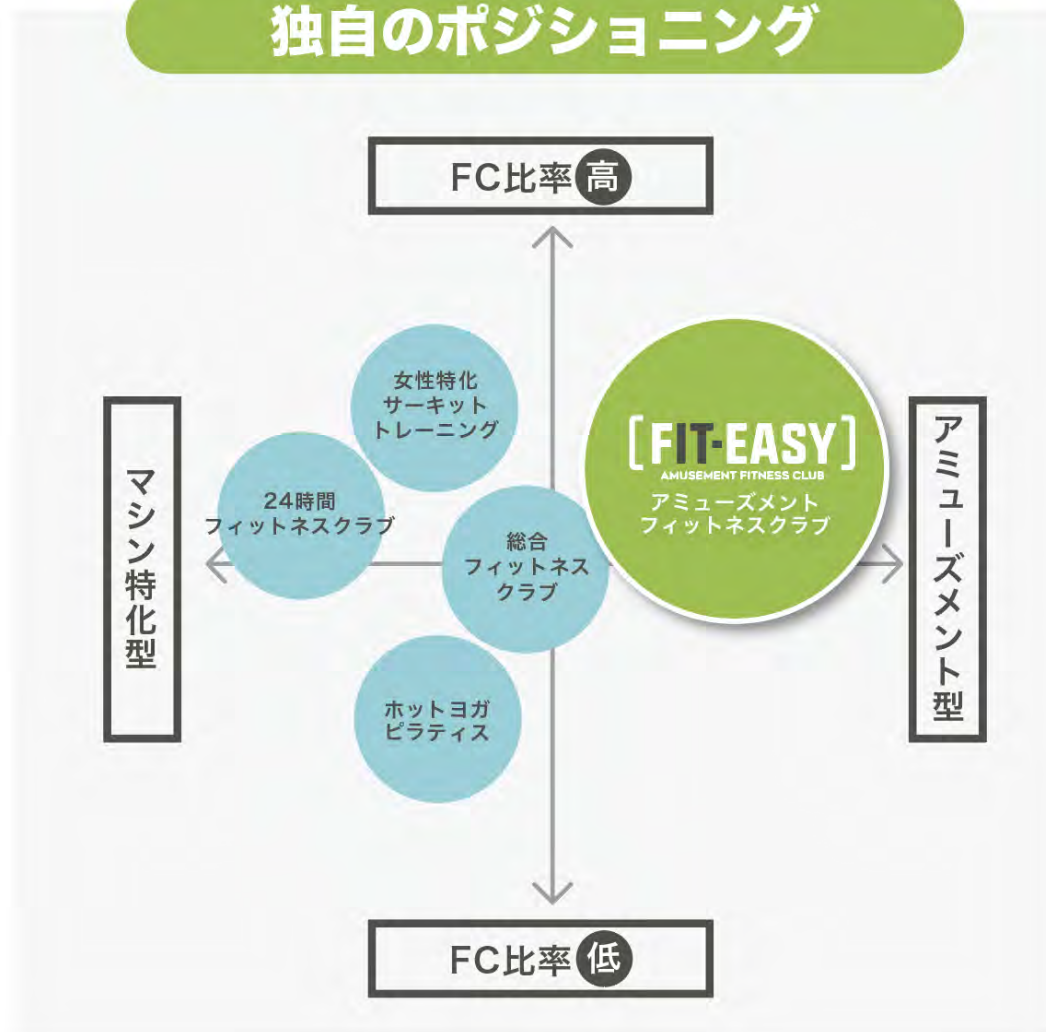 独自のポジショニング
FC比率高
女性特化
サーキット
トレーニング
[FIT-EASY]
AMUSEMENT FITNESS CLUB
アミューズメント
フィットネスクラブ
マシン特化型
24時間
フィットネスクラブ
総合
フィットネス
クラブ
アミューズメント型
ホットヨガ
ピラティス
FC比率低